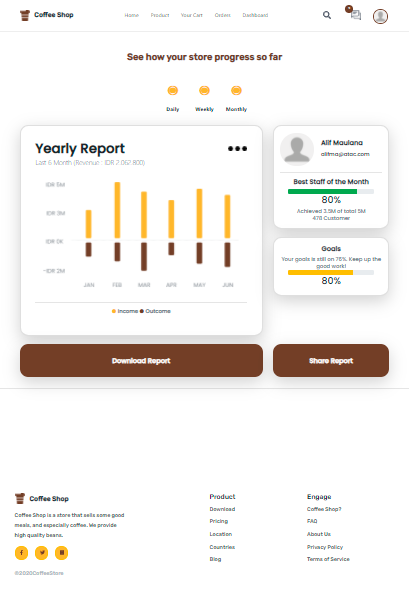 Coffee Shop
Home Product Your Cart Orders Dashboard
See how your store progress so far
Daily Weekly Monthly
Yearly Report
Last 6 Month (Revenue : IDR 2.062.800)
IDR 5M
IDR 3M
IDR 5K
-IDR 2M
JAN FEB MAR APR MAY JUN
Income Outcome
Alif Maulana
alifma@atac.com
Best Staff of the Month
80%
Achieved 3.5M of total 5M
478 Customer
Goals
Your goals is still on 76%. Keep up the
good work!
80%
Download Report
Share Report
Coffee Shop
Coffee Shop is a store that sells some good
meals, and especially coffee. We provide
high quality beans.
©2020CoffeeStore
Product
Download
Pricing
Location
Countries
Blog
Engage
Coffee Shop?
FAQ
About Us
Privacy Policy
Terms of Service